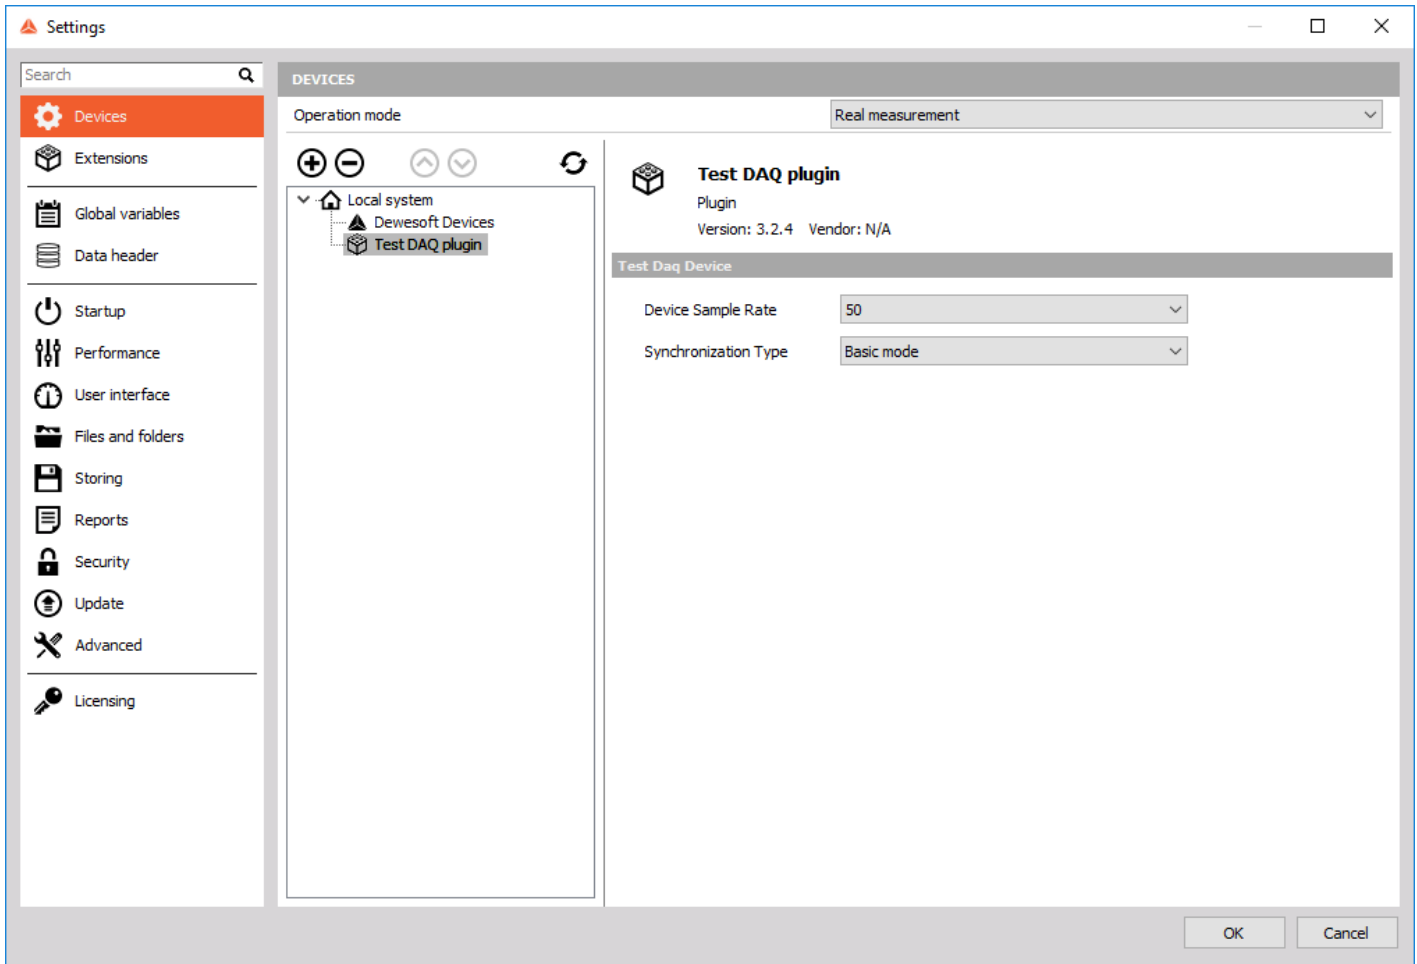 Settings
Search
Devices
Extensions
Global variables
Data header
Startup
Performance
User interface
Files and folders
Storing
Reports
Security
Update
Advanced
Licensing
DEVICES
Operation mode
Real measurement
Local system
Dewesoft Devices
Test DAQ plugin
Test DAQ plugin
Plugin
Version: 3.2.4 Vendor: N/A
Test Daq Device
Device Sample Rate
50
Synchronization Type
Basic mode
OK
Cancel